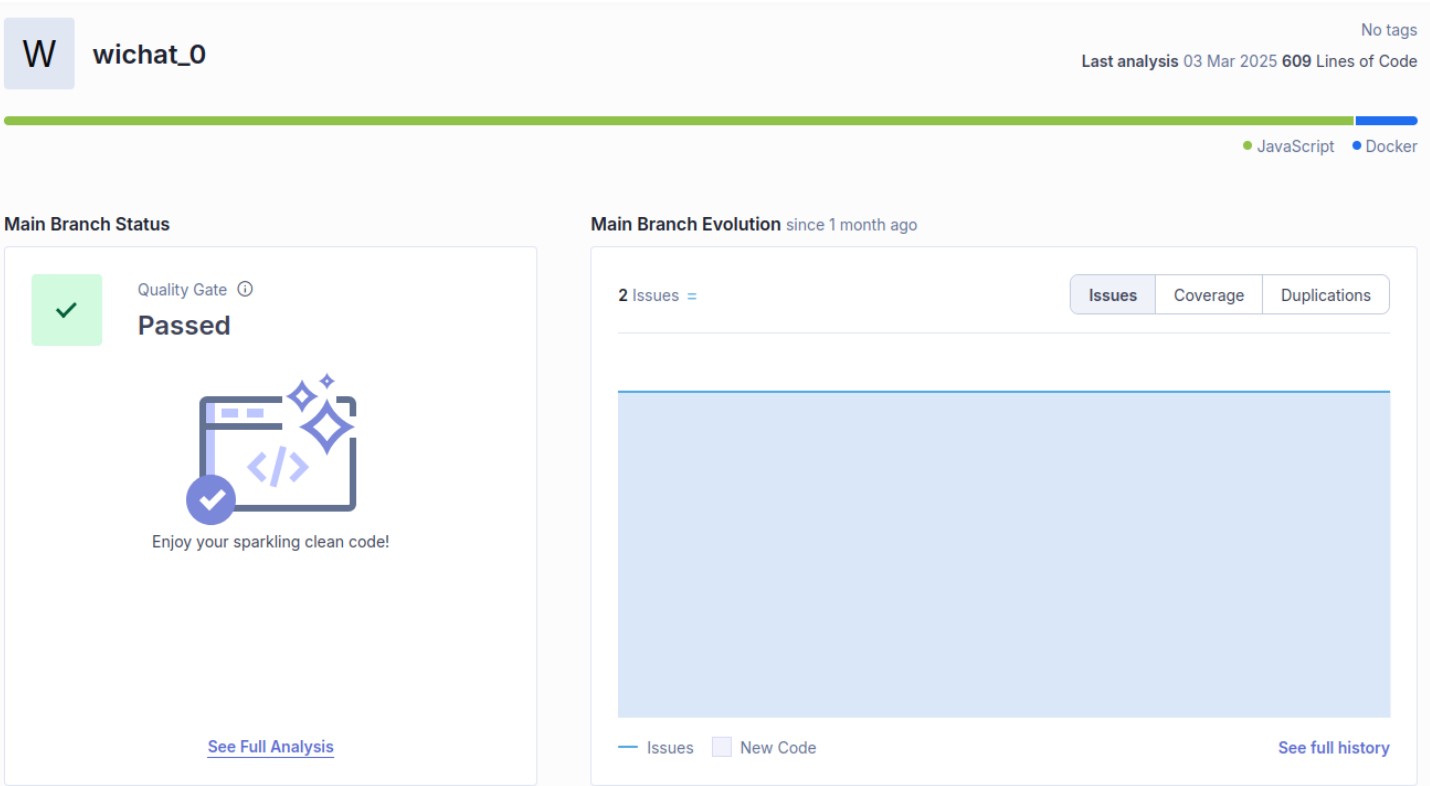 W
wichat_0
No tags
Last analysis 03 Mar 2025 609 Lines of Code
JavaScript Docker
Main Branch Status
Quality Gate
Passed
</>
Enjoy your sparkling clean code!
See Full Analysis
Main Branch Evolution since 1 month ago
2 Issues =
Issues Coverage Duplications
Issues New Code
See full history